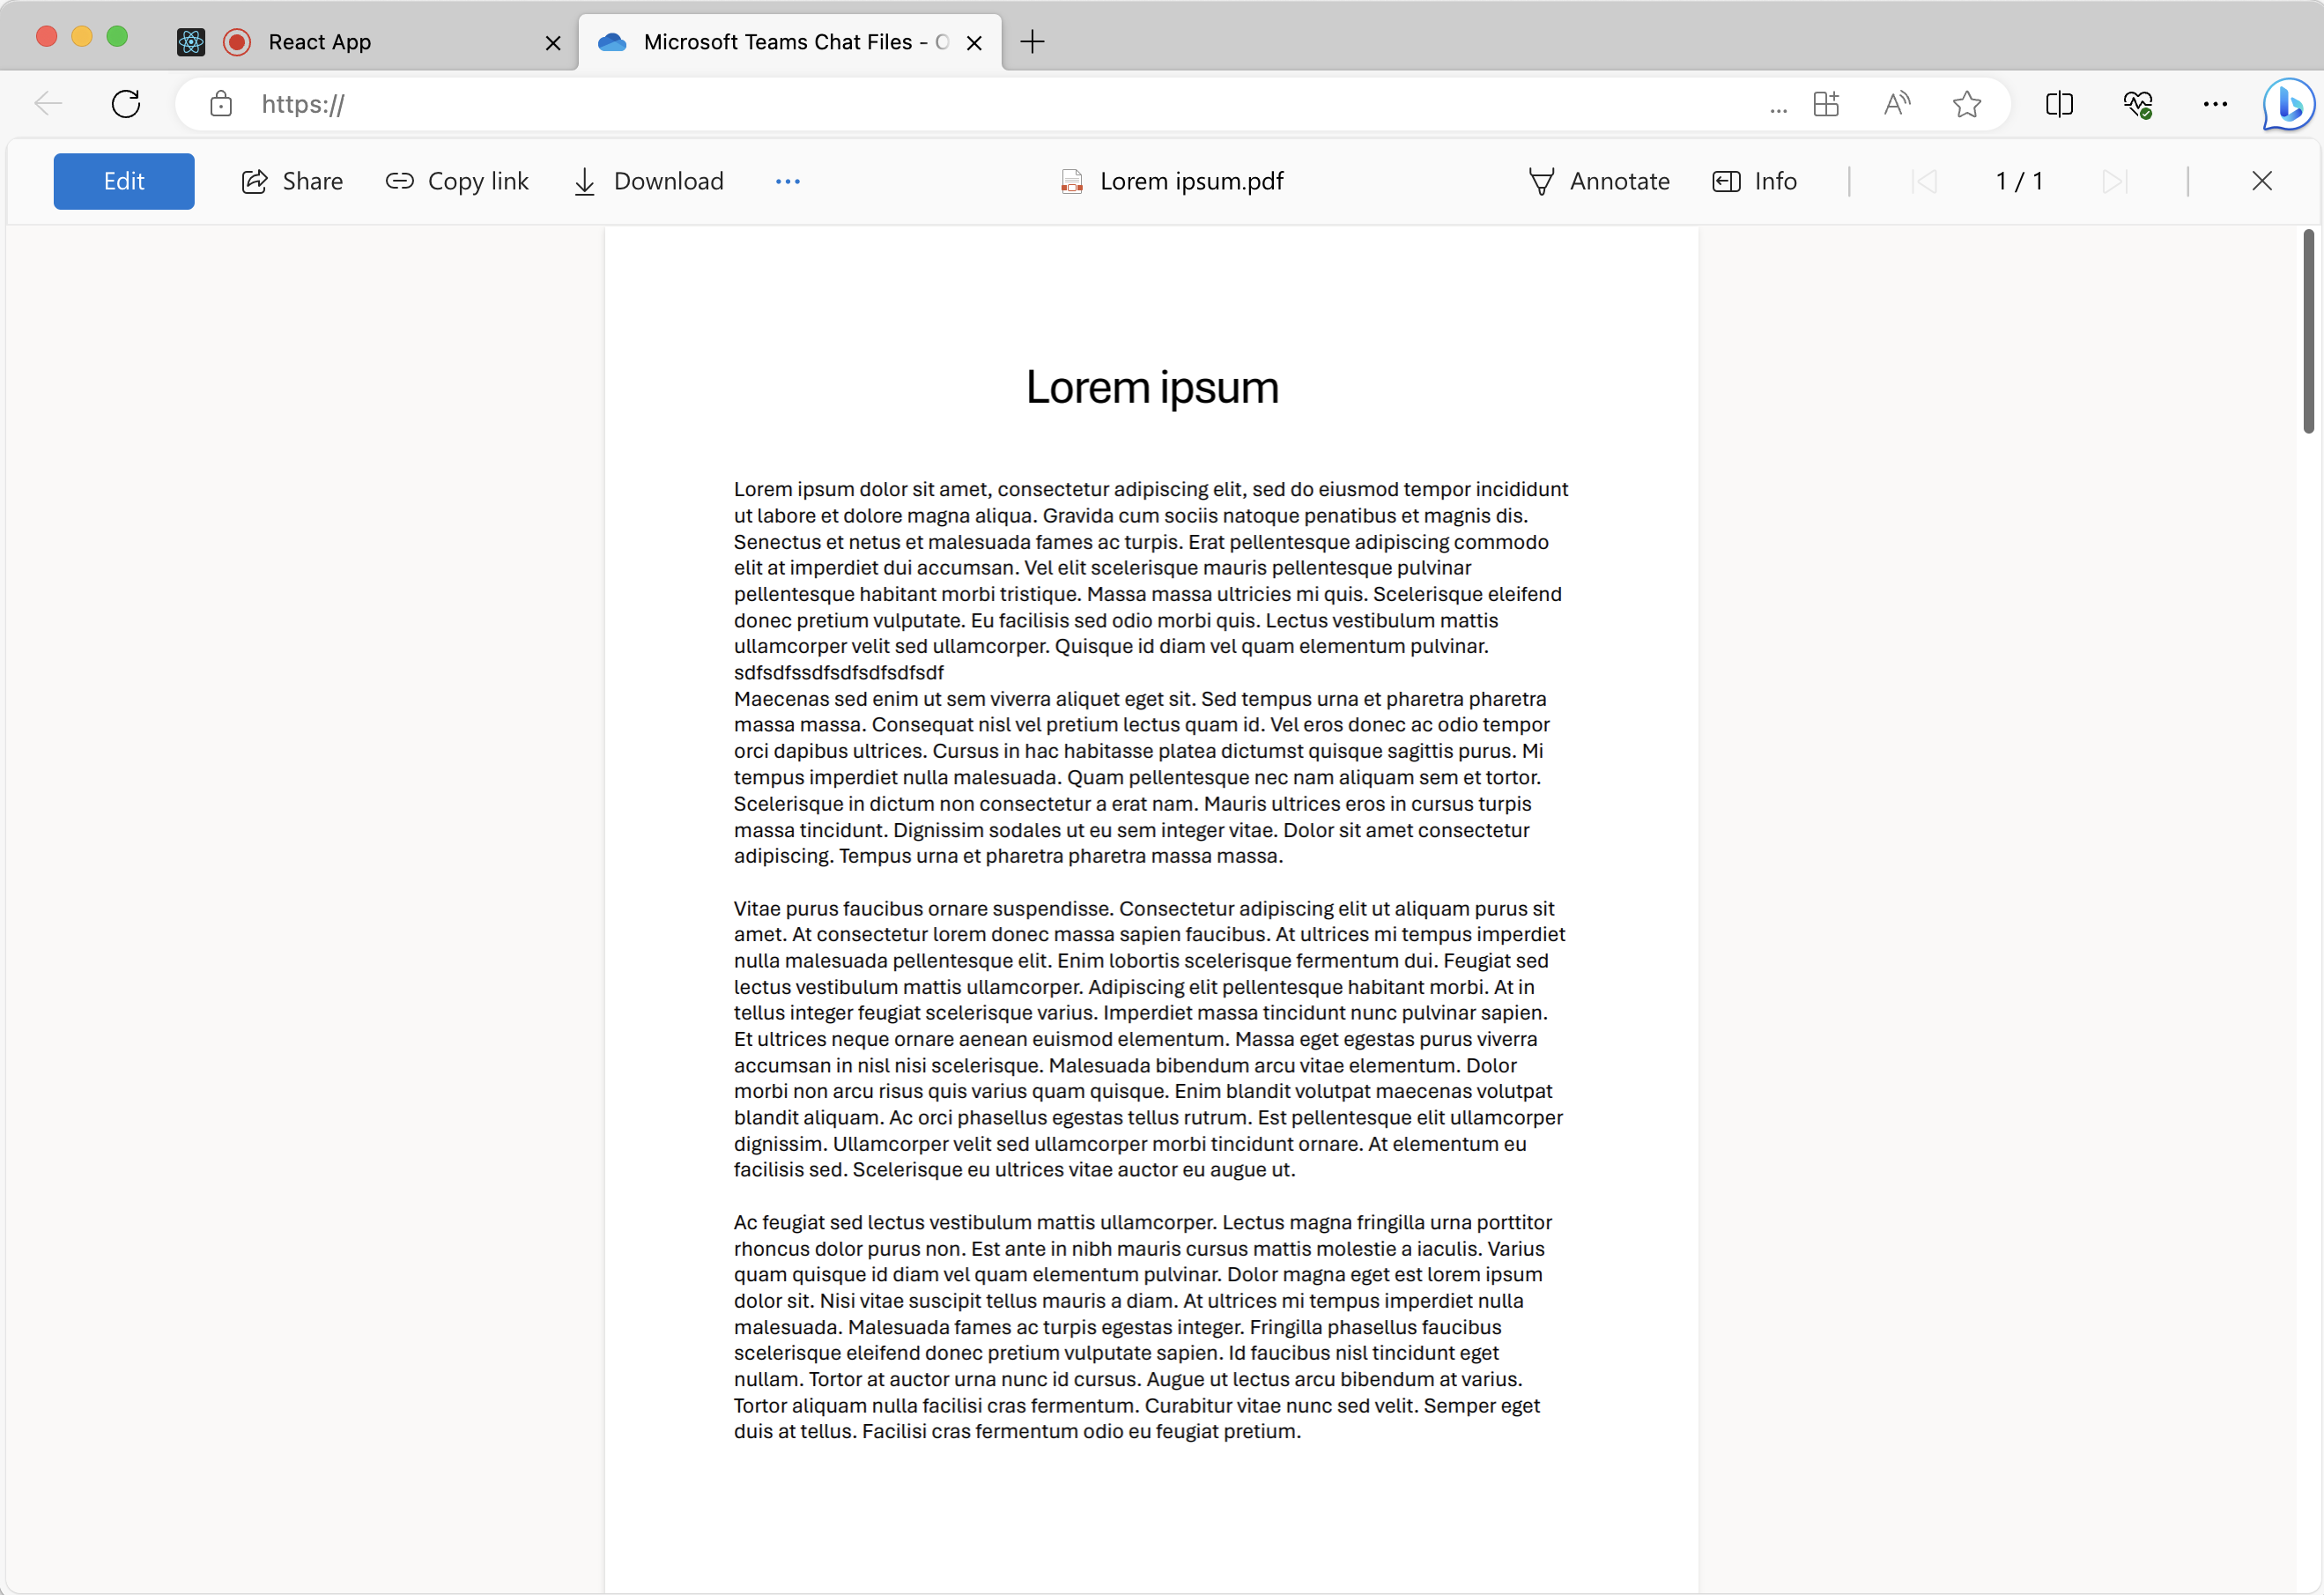 React App
Microsoft Teams Chat Files -
https://
...
Edit
Share
Copy link
Download
Lorem ipsum.pdf
Annotate
Info
1 / 1
Lorem ipsum
Lorem ipsum dolor sit amet, consectetur adipiscing elit, sed do eiusmod tempor incididunt
ut labore et dolore magna aliqua. Gravida cum sociis natoque penatibus et magnis dis.
Senectus et netus et malesuada fames ac turpis. Erat pellentesque adipiscing commodo
elit at imperdiet dui accumsan. Vel elit scelerisque mauris pellentesque pulvinar
pellentesque habitant morbi tristique. Massa massa ultricies mi quis. Scelerisque eleifend
donec pretium vulputate. Eu facilisis sed odio morbi quis. Lectus vestibulum mattis
ullamcorper velit sed ullamcorper. Quisque id diam vel quam elementum pulvinar.
sdfsdfssdfsdfsdfsdfsdf
Maecenas sed enim ut sem viverra aliquet eget sit. Sed tempus urna et pharetra pharetra
massa massa. Consequat nisl vel pretium lectus quam id. Vel eros donec ac odio tempor
orci dapibus ultrices. Cursus in hac habitasse platea dictumst quisque sagittis purus. Mi
tempus imperdiet nulla malesuada. Quam pellentesque nec nam aliquam sem et tortor.
Scelerisque in dictum non consectetur a erat nam. Mauris ultrices eros in cursus turpis
massa tincidunt. Dignissim sodales ut eu sem integer vitae. Dolor sit amet consectetur
adipiscing. Tempus urna et pharetra pharetra massa massa.
Vitae purus faucibus ornare suspendisse. Consectetur adipiscing elit ut aliquam purus sit
amet. At consectetur lorem donec massa sapien faucibus. At ultrices mi tempus imperdiet
nulla malesuada pellentesque elit. Enim lobortis scelerisque fermentum dui. Feugiat sed
lectus vestibulum mattis ullamcorper. Adipiscing elit pellentesque habitant morbi. At in
tellus integer feugiat scelerisque varius. Imperdiet massa tincidunt nunc pulvinar sapien.
Et ultrices neque ornare aenean euismod elementum. Massa eget egestas purus viverra
accumsan in nisl nisi scelerisque. Malesuada bibendum arcu vitae elementum. Dolor
morbi non arcu risus quis varius quam quisque. Enim blandit volutpat maecenas volutpat
blandit aliquam. Ac orci phasellus egestas tellus rutrum. Est pellentesque elit ullamcorper
dignissim. Ullamcorper velit sed ullamcorper morbi tincidunt ornare. At elementum eu
facilisis sed. Scelerisque eu ultrices vitae auctor eu augue ut.
Ac feugiat sed lectus vestibulum mattis ullamcorper. Lectus magna fringilla urna porttitor
rhoncus dolor purus non. Est ante in nibh mauris cursus mattis molestie a iaculis. Varius
quam quisque id diam vel quam elementum pulvinar. Dolor magna eget est lorem ipsum
dolor sit. Nisi vitae suscipit tellus mauris a diam. At ultrices mi tempus imperdiet nulla
malesuada. Malesuada fames ac turpis egestas integer. Fringilla phasellus faucibus
scelerisque eleifend donec pretium vulputate sapien. Id faucibus nisl tincidunt eget
nullam. Tortor at auctor urna nunc id cursus. Augue ut lectus arcu bibendum at varius.
Tortor aliquam nulla facilisi cras fermentum. Curabitur vitae nunc sed velit. Semper eget
duis at tellus. Facilisi cras fermentum odio eu feugiat pretium.